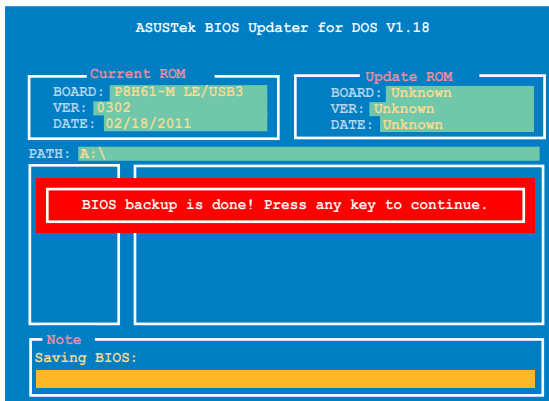 ASUSTek BIOS Updater for DOS V1.18
Current ROM
BOARD: P8H61-M LE/USB3
VER: 0302
DATE: 02/18/2011
Update ROM
BOARD: Unknown
VER: Unknown
DATE: Unknown
PATH: A:\
BIOS backup is done! Press any key to continue.
Note
Saving BIOS: